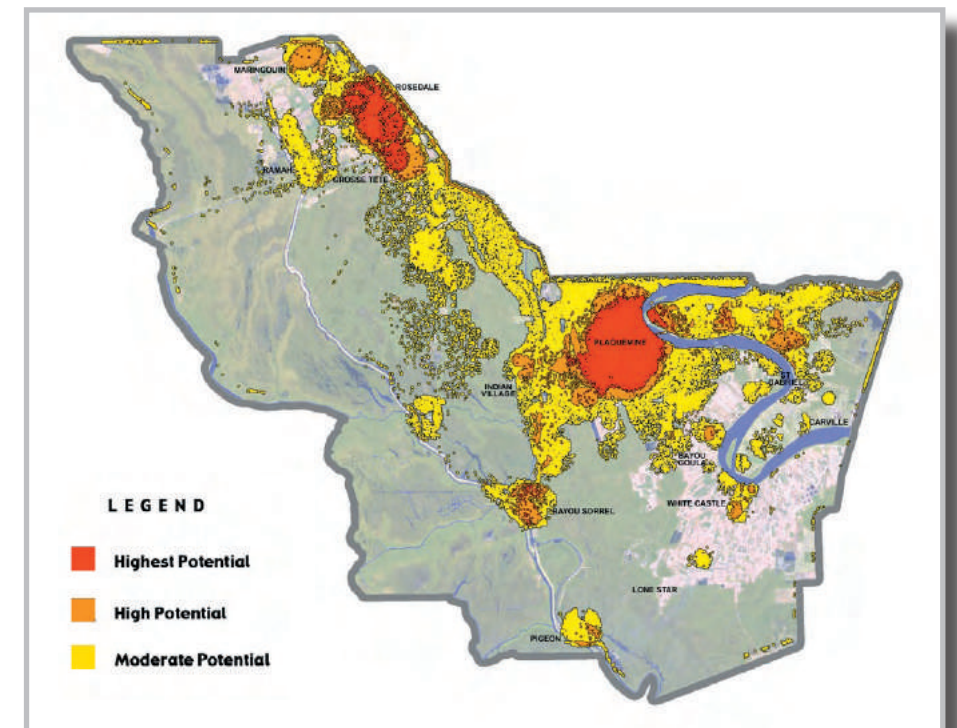 MARINGOUIN
ROSEDALE
RAMAH
GROSSE TETE
PLAQUEMINE
INDIAN
VILLAGE
ST
GABRIEL
CARVILLE
BAYOU
GOULA
WHITE CASTLE
BAYOU SORREL
LONE STAR
PIGEON
LEGEND
Highest Potential
High Potential
Moderate Potential